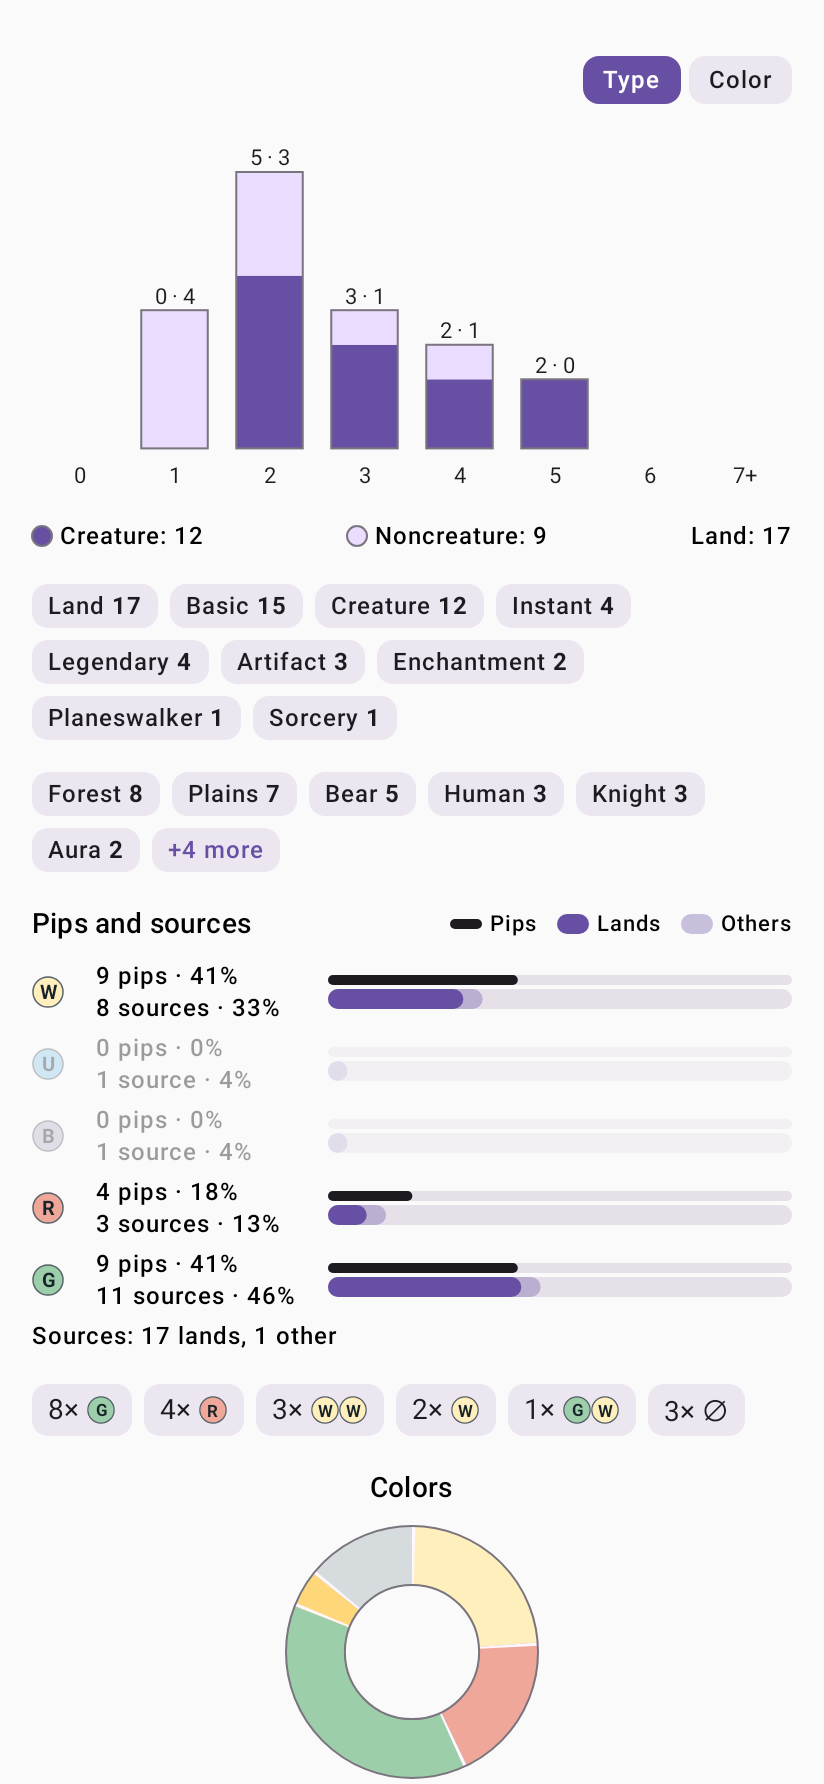 Type Color
5 · 3
0 · 4 3 · 1
2 · 1
2 · 0
0 1 2 3 4 5 6 7+
Creature: 12 Noncreature: 9 Land: 17
Land 17 Basic 15 Creature 12 Instant 4
Legendary 4 Artifact 3 Enchantment 2
Planeswalker 1 Sorcery 1
Forest 8 Plains 7 Bear 5 Human 3 Knight 3
Aura 2 +4 more
Pips and sources Pips Lands Others
9 pips · 41%
W
8 sources · 33%
0 pips · 0%
U
1 source · 4%
0 pips · 0%
B
1 source · 4%
4 pips · 18%
R
3 sources · 13%
9 pips · 41%
G
11 sources · 46%
Sources: 17 lands, 1 other
8× G 4× R 3× W W 2× W 1× G W 3× ∅
Colors